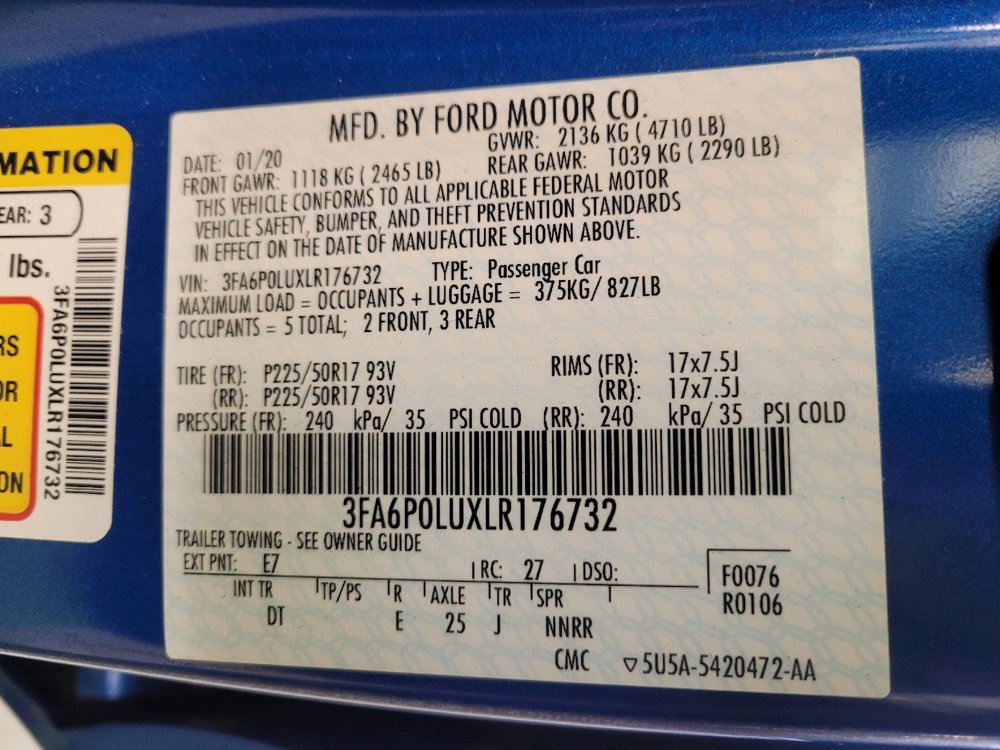 MFD. BY FORD MOTOR CO.
DATE: 01/20 GVWR: 2136 KG ( 4710 LB)
FRONT GAWR: 1118 KG ( 2465 LB) REAR GAWR: 1039 KG ( 2290 LB)
THIS VEHICLE CONFORMS TO ALL APPLICABLE FEDERAL MOTOR
VEHICLE SAFETY, BUMPER, AND THEFT PREVENTION STANDARDS
IN EFFECT ON THE DATE OF MANUFACTURE SHOWN ABOVE.
VIN: 3FA6P0LUXLR176732 TYPE: Passenger Car
MAXIMUM LOAD = OCCUPANTS + LUGGAGE = 375KG/ 827LB
OCCUPANTS = 5 TOTAL; 2 FRONT, 3 REAR
TIRE (FR): P225/50R17 93V RIMS (FR): 17x7.5J
(RR): P225/50R17 93V (RR): 17x7.5J
PRESSURE (FR): 240 kPa/ 35 PSI COLD (RR): 240 kPa/ 35 PSI COLD
3FA6P0LUXLR176732
TRAILER TOWING - SEE OWNER GUIDE
EXT PNT: E7 RC: 27 DSO: F0076
INT TR TP/PS R AXLE TR SPR R0106
DT E 25 J NNRR
CMC ▽5U5A-5420472-AA
MATION
EAR: 3
lbs.
RS
OR
L
ON
3FA6P0LUXLR176732